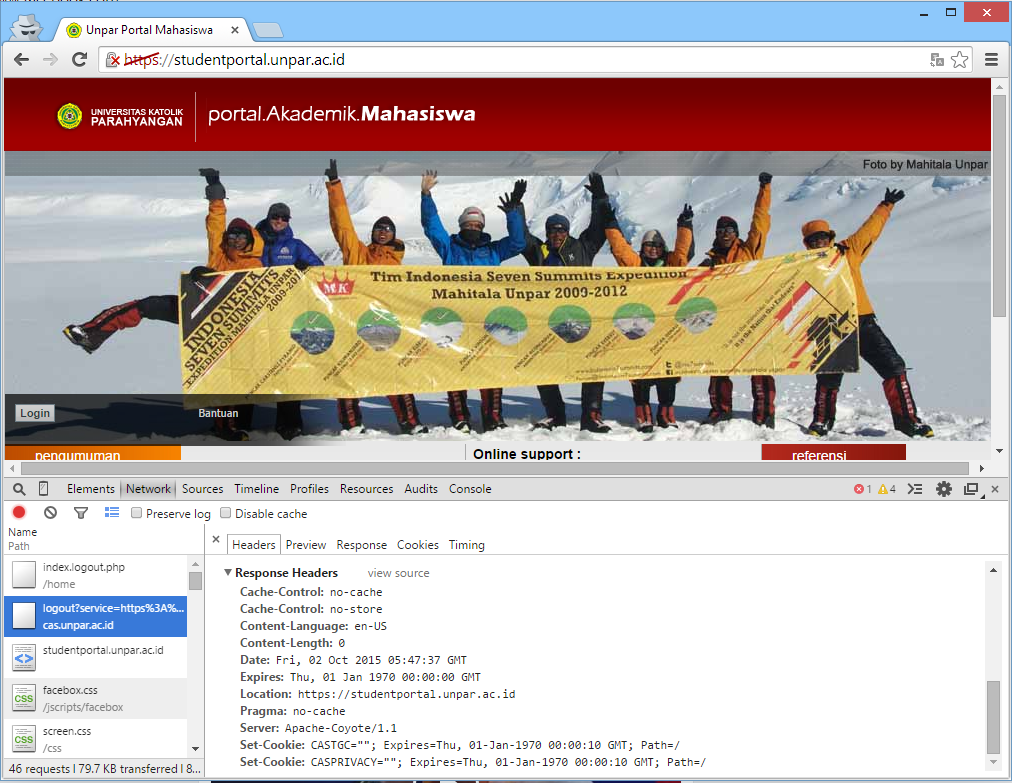 Unpar Portal Mahasiswa
https://studentportal.unpar.ac.id
UNIVERSITAS KATOLIK
PARAHYANGAN
portal.Akademik.Mahasiswa
Foto by Mahitala Unpar
Tim Indonesia Seven Summits Expedition
Mahitala Unpar 2009-2012
MK
INDONESIA
SEVEN SUMMITS
EXPEDITION MAHITALA UNPAR
2009-2012
Login
Bantuan
pengumuman
Online support :
referensi
Elements Network Sources Timeline Profiles Resources Audits Console
1 4
Preserve log Disable cache
Name
Path
Headers Preview Response Cookies Timing
index.logout.php
/home
logout?service=https%3A%...
cas.unpar.ac.id
studentportal.unpar.ac.id
facebox.css
/jscripts/facebox
screen.css
/css
46 requests l 79.7 KB transferred l 8...
Response Headers view source
Cache-Control: no-cache
Cache-Control: no-store
Content-Language: en-US
Content-Length: 0
Date: Fri, 02 Oct 2015 05:47:37 GMT
Expires: Thu, 01 Jan 1970 00:00:00 GMT
Location: https://studentportal.unpar.ac.id
Pragma: no-cache
Server: Apache-Coyote/1.1
Set-Cookie: CASTGC=""; Expires=Thu, 01-Jan-1970 00:00:10 GMT; Path=/
Set-Cookie: CASPRIVACY=""; Expires=Thu, 01-Jan-1970 00:00:10 GMT; Path=/